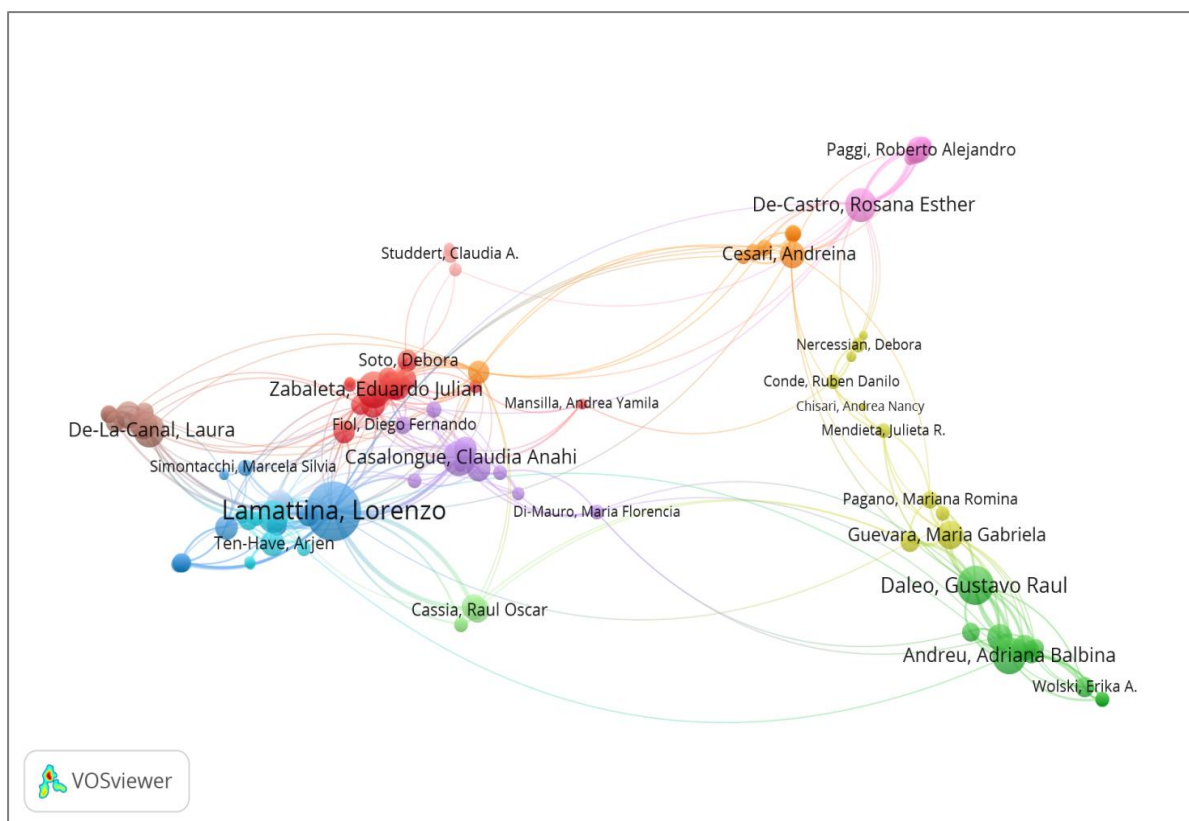 Paggi, Roberto Alejandro
De-Castro, Rosana Esther
Studdert, Claudia A.
Cesari, Andreina
Nercessian, Debora
Soto, Debora
Conde, Ruben Danilo
Zabaleta, Eduardo Julian
Mansilla, Andrea Yamila
Chisari, Andrea Nancy
Fiol, Diego Fernando
De-La-Canal, Laura
Mendieta, Julieta R.
Casalongue, Claudia Anahi
Simontacchi, Marcela Silvia
Pagano, Mariana Romina
Lamattina, Lorenzo
Di-Mauro, Maria Florencia
Guevara, Maria Gabriela
Ten-Have, Arjen
Daleo, Gustavo Raul
Cassia, Raul Oscar
Andreu, Adriana Balbina
Wolski, Erika A.
VOSviewer